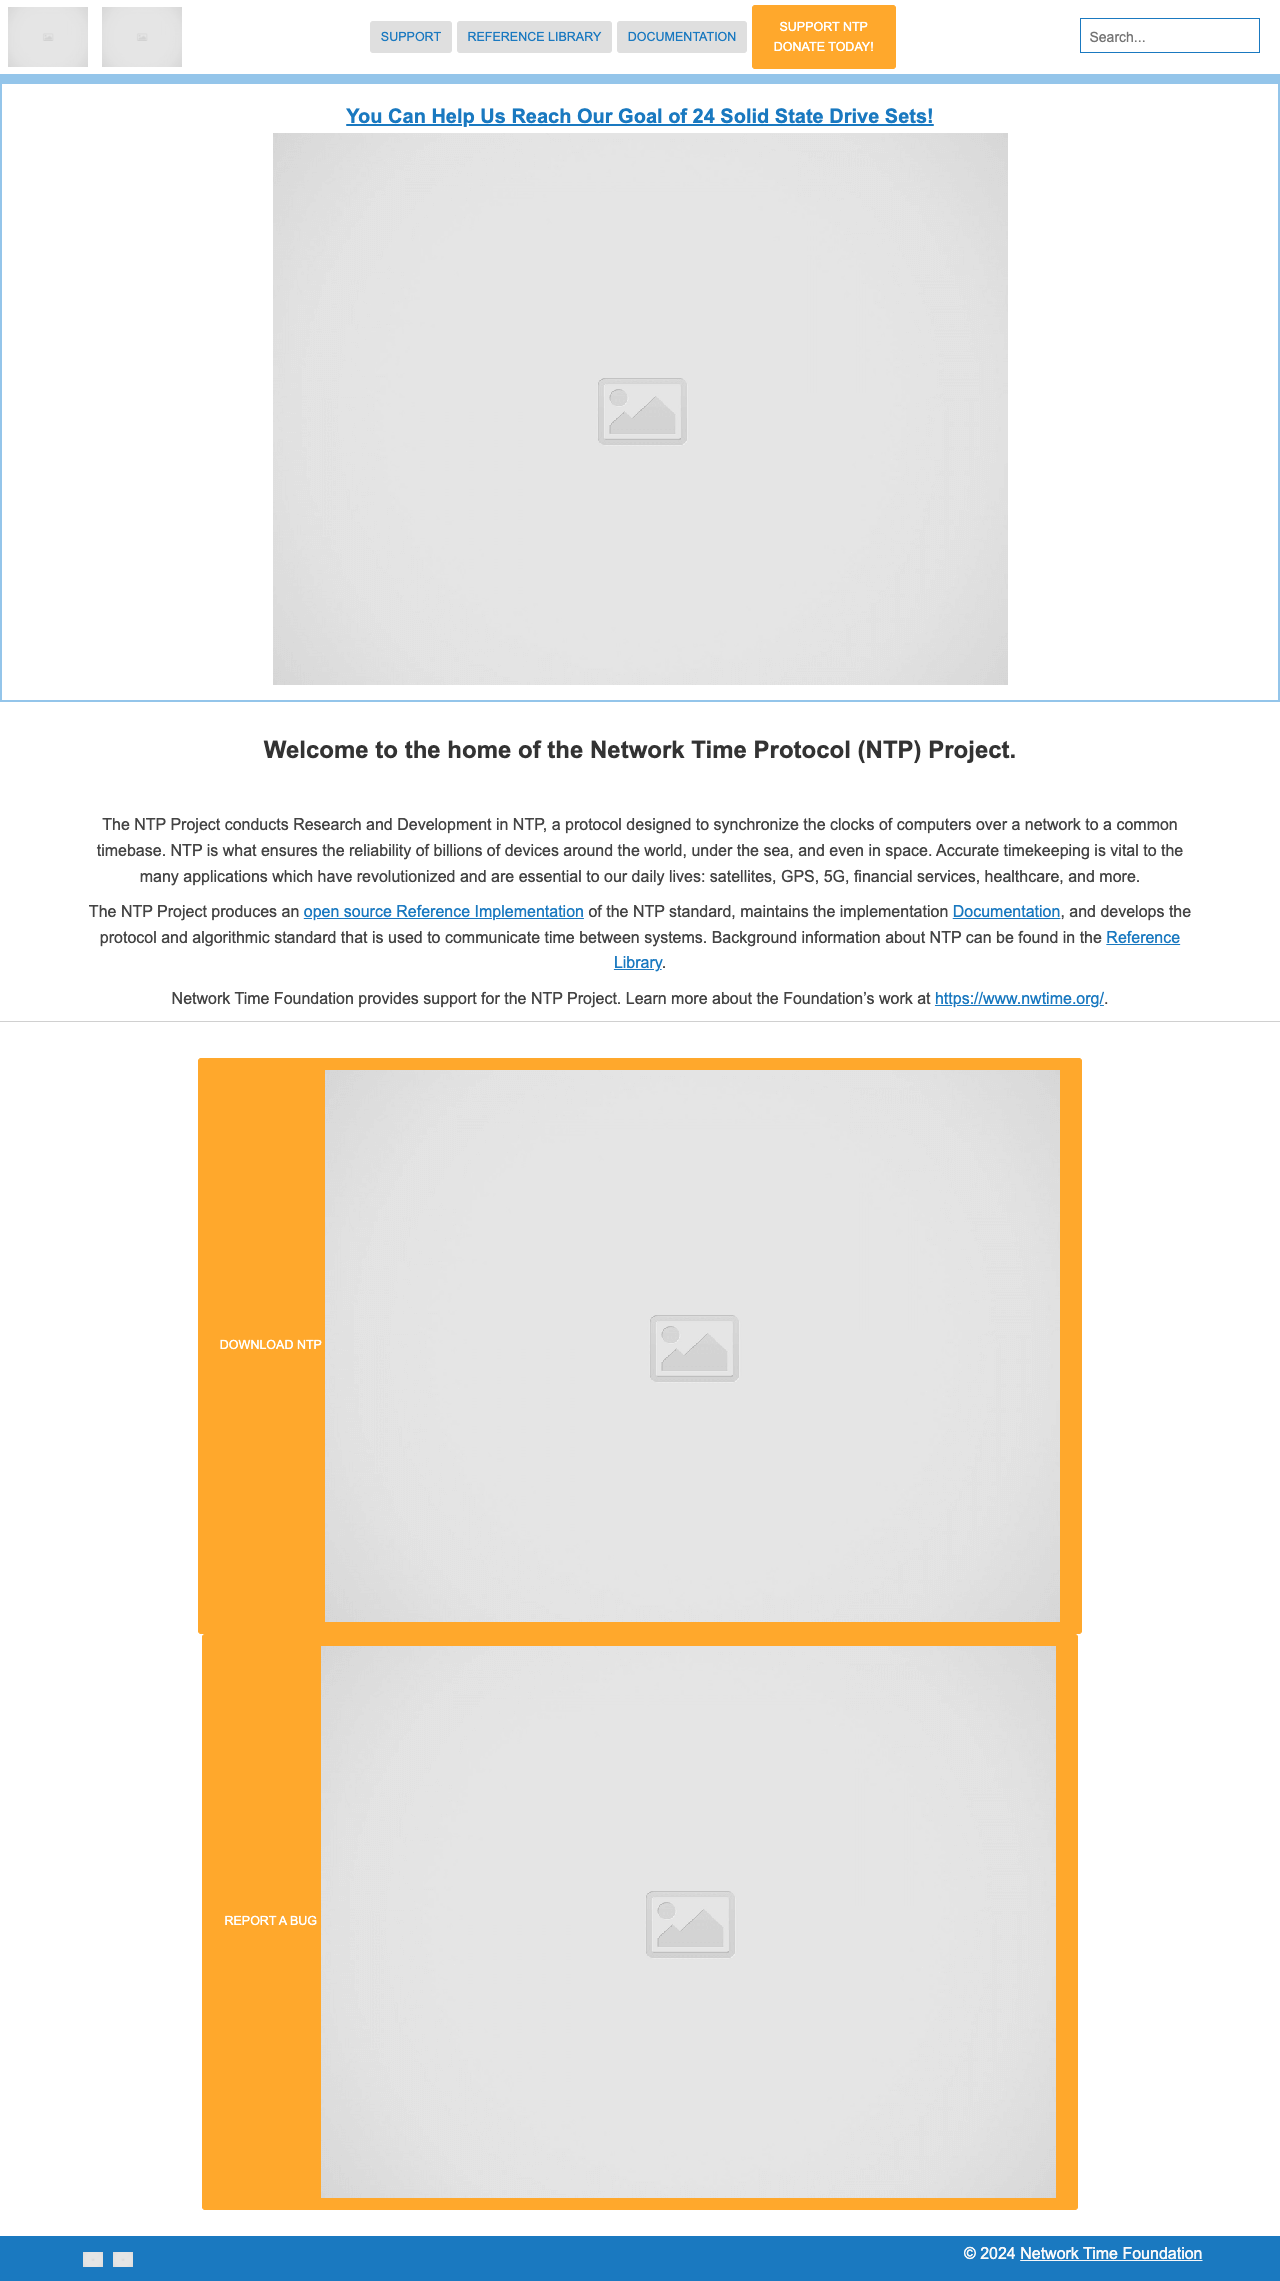 SUPPORT
REFERENCE LIBRARY
DOCUMENTATION
SUPPORT NTP
DONATE TODAY!
Search...
You Can Help Us Reach Our Goal of 24 Solid State Drive Sets!
Welcome to the home of the Network Time Protocol (NTP) Project.
The NTP Project conducts Research and Development in NTP, a protocol designed to synchronize the clocks of computers over a network to a common
timebase. NTP is what ensures the reliability of billions of devices around the world, under the sea, and even in space. Accurate timekeeping is vital to the
many applications which have revolutionized and are essential to our daily lives: satellites, GPS, 5G, financial services, healthcare, and more.
The NTP Project produces an open source Reference Implementation of the NTP standard, maintains the implementation Documentation, and develops the
protocol and algorithmic standard that is used to communicate time between systems. Background information about NTP can be found in the Reference
Library.
Network Time Foundation provides support for the NTP Project. Learn more about the Foundation’s work at https://www.nwtime.org/.
DOWNLOAD NTP
REPORT A BUG
© 2024 Network Time Foundation